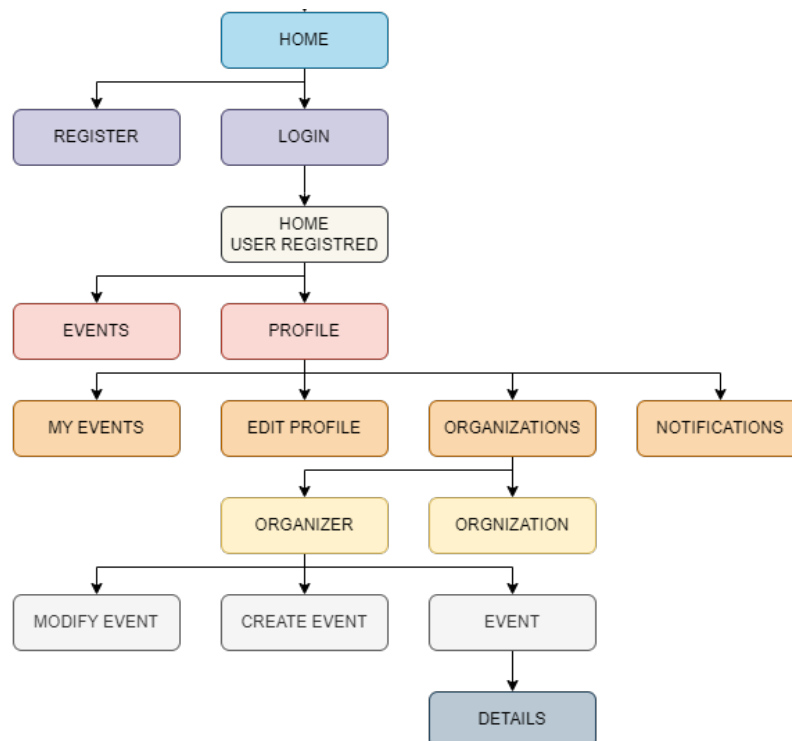 HOME
REGISTER
LOGIN
HOME
USER REGISTRED
EVENTS
PROFILE
MY EVENTS
EDIT PROFILE
ORGANIZATIONS
NOTIFICATIONS
ORGANIZER
ORGNIZATION
MODIFY EVENT
CREATE EVENT
EVENT
DETAILS